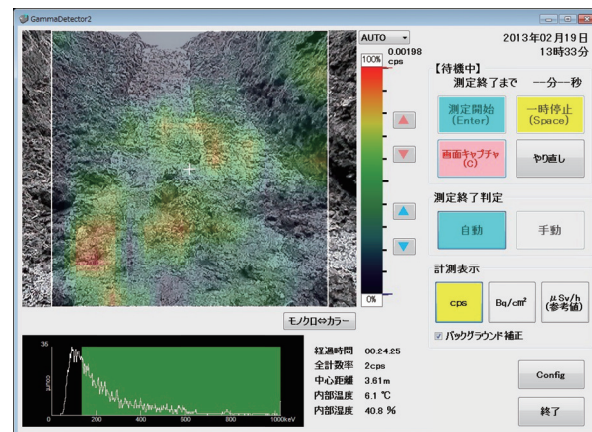 GammaDetector2
AUTO
0.00198
cps
100%
0%
2013年02月19日
13時33分
【待機中】
測定終了まで --分--秒
測定開始
(Enter)
一時停止
(Space)
画面キャプチャ
(C)
やり直し
測定終了判定
自動
手動
計測表示
cps
Bq/cm²
μSv/h
(参考値)
バックグラウンド補正
モノクロ⇔カラー
35
count
0
200
400
600
800
1000keV
経過時間 00:24:25
全計数率 2cps
中心距離 3.61m
内部温度 6.1 ℃
内部湿度 40.8 %
Config
終了